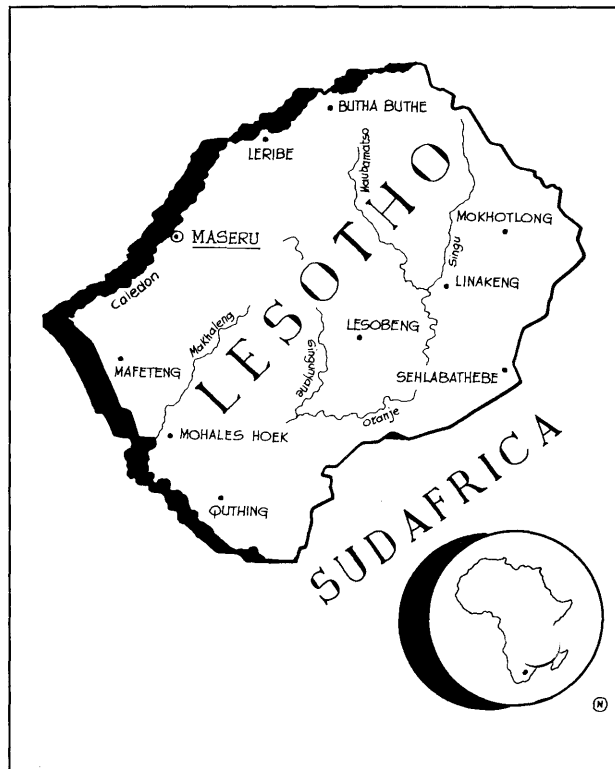 BUTHA BUTHE
LERIBE
Maubamatso
MOKHOTLONG
MASERU
Singu
LINAKENG
Caledon
LESOTHO
Makhaleng
LESOBENG
Singunyane
MAFETENG
SEHLABATHEBE
Oranje
MOHALES HOEK
QUTHING
SUDAFRICA
N